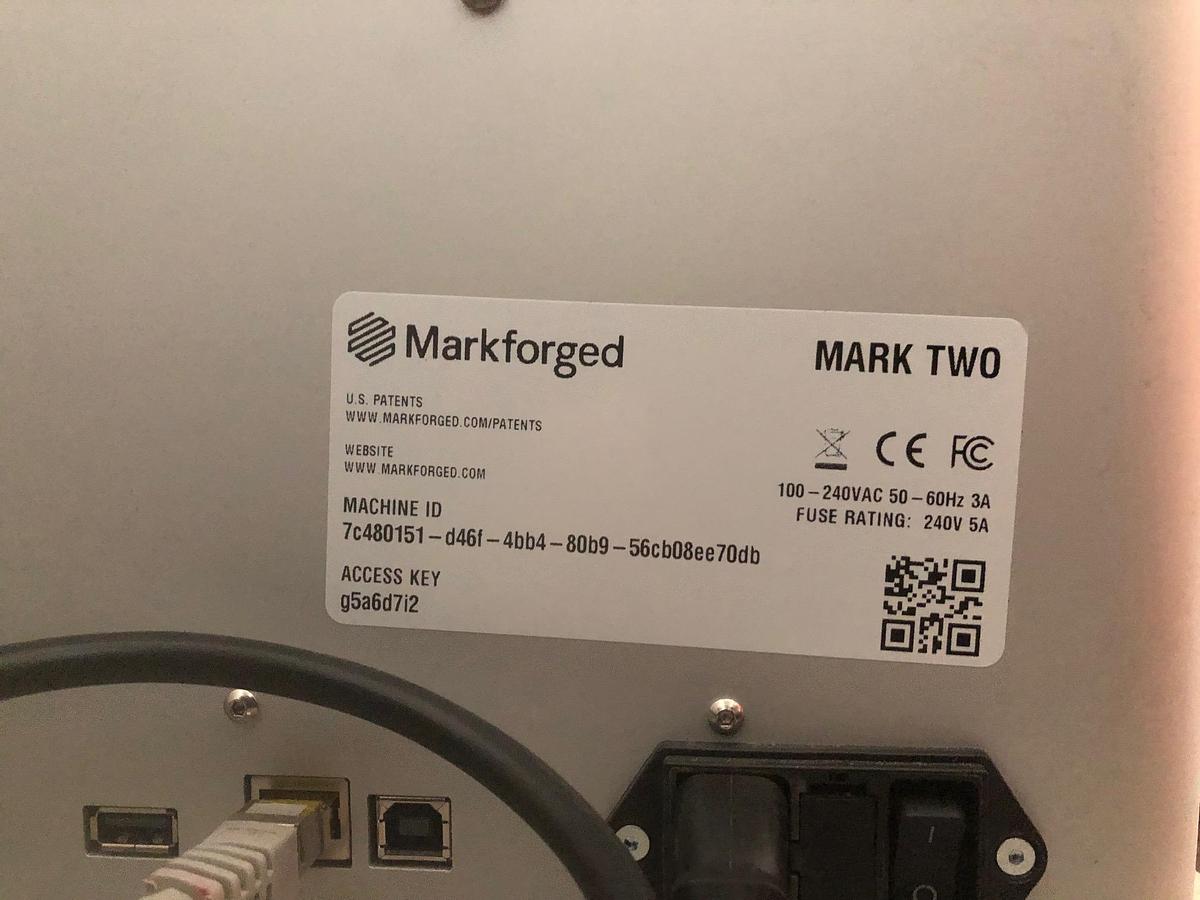 Markforged
MARK TWO
U.S. PATENTS
WWW.MARKFORGED.COM/PATENTS
WEBSITE
WWW.MARKFORGED.COM
CE FC
100–240VAC 50–60Hz 3A
FUSE RATING: 240V 5A
MACHINE ID
7c480151–d46f–4bb4–80b9–56cb08ee70db
ACCESS KEY
g5a6d7i2